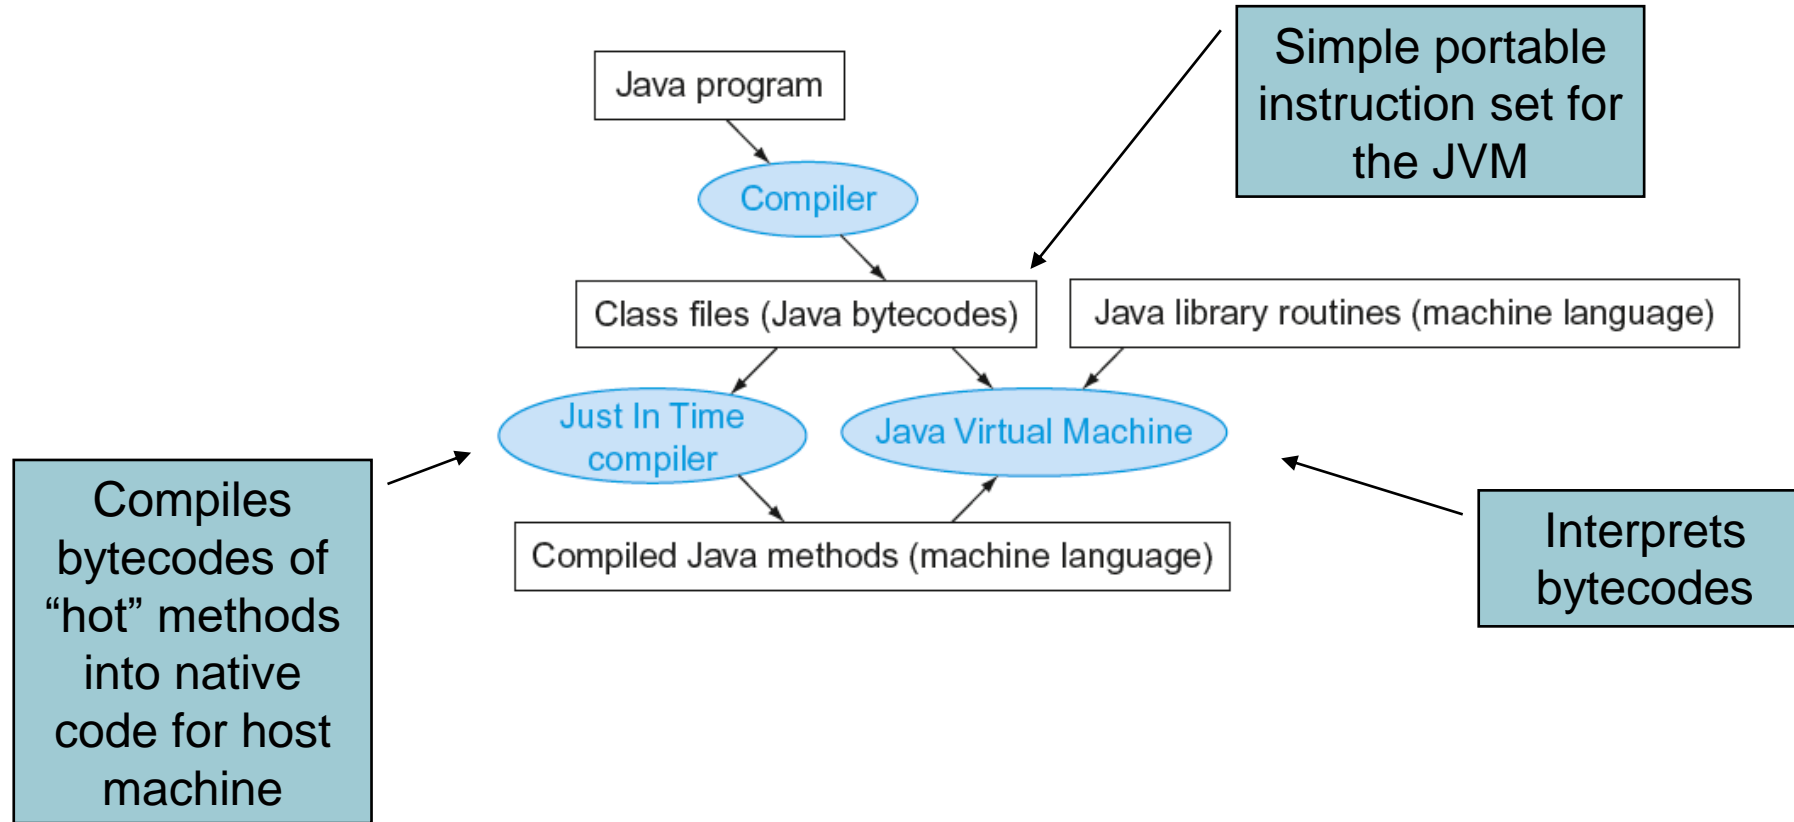 Simple portable
instruction set for
the JVM
Java program
Compiler
Class files (Java bytecodes)
Java library routines (machine language)
Just In Time
compiler
Java Virtual Machine
Compiles
bytecodes of
“hot” methods
into native
code for host
machine
Compiled Java methods (machine language)
Interprets
bytecodes